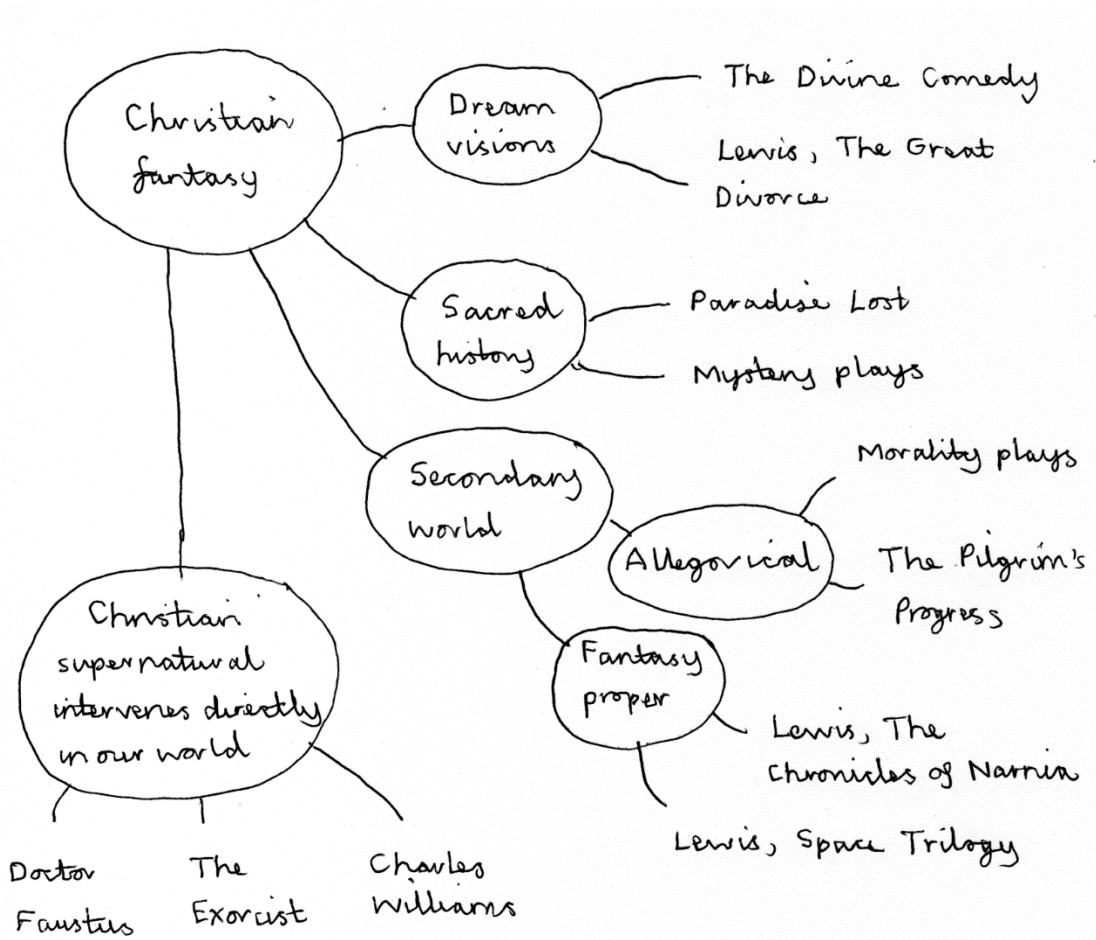 Christian
fantasy
Dream
visions
The Divine Comedy
Lewis, The Great
Divorce
Sacred
history
Paradise Lost
Mystery plays
Secondary
world
Allegorical
Morality plays
The Pilgrim's
Progress
Fantasy
proper
Lewis, The
Chronicles of Narnia
Lewis, Space Trilogy
Christian
supernatural
intervenes directly
in our world
Doctor
Faustus
The
Exorcist
Charles
Williams